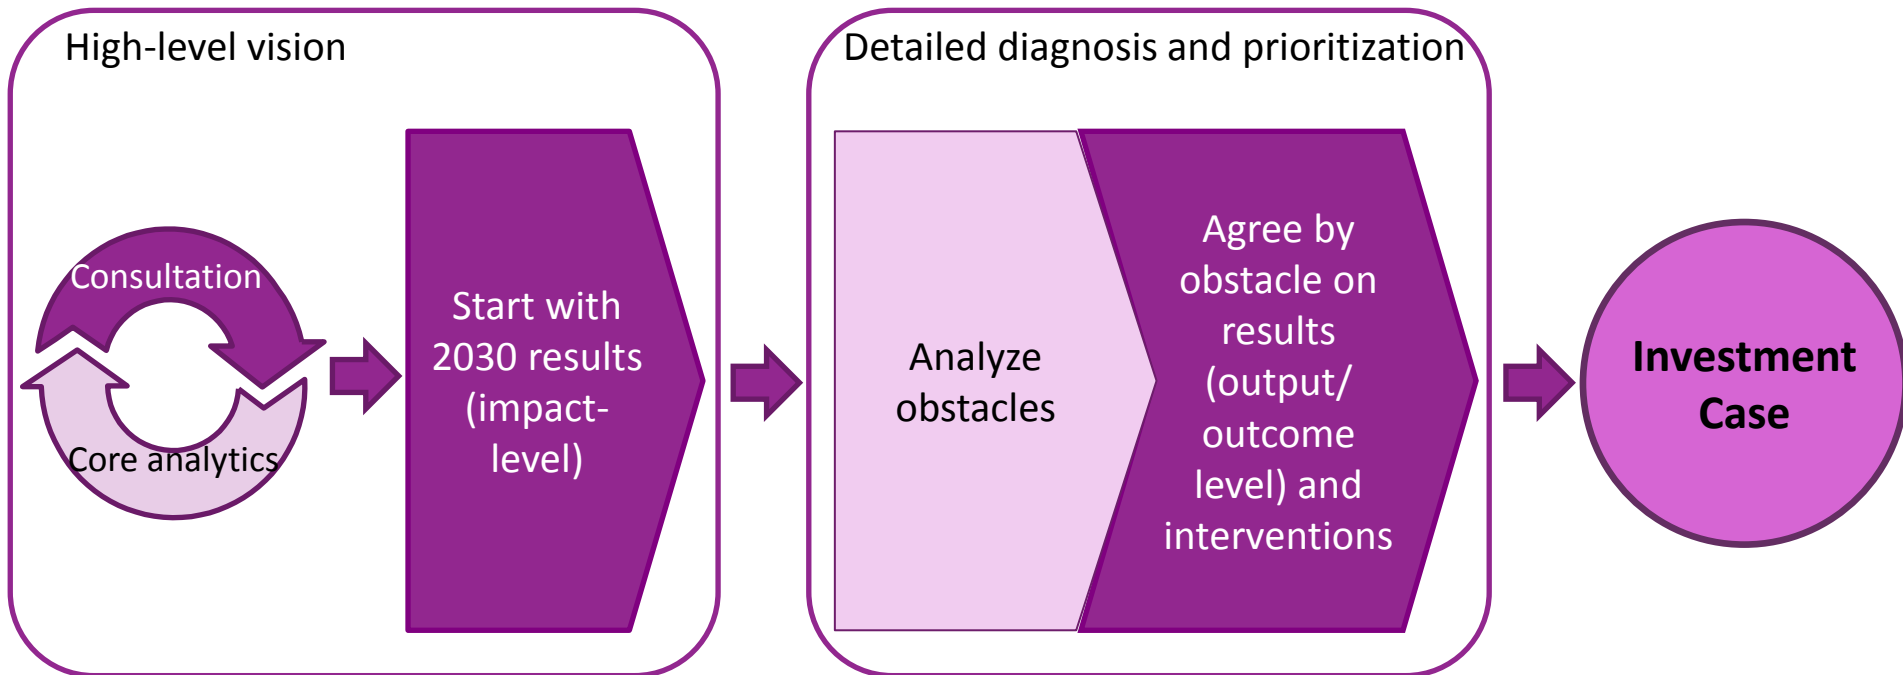 High-level vision
Consultation
Core analytics
Start with
2030 results
(impact-
level)
Detailed diagnosis and prioritization
Analyze
obstacles
Agree by
obstacle on
results
(output/
outcome
level) and
interventions
Investment
Case